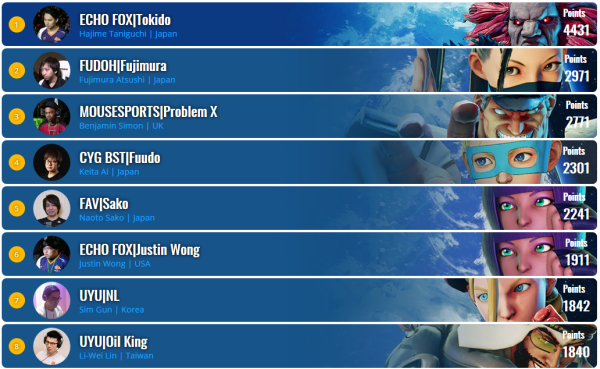 1
ECHO FOX|Tokido
Hajime Taniguchi | Japan
Points
4431
2
FUDOH|Fujimura
Fujimura Atsushi | Japan
Points
2971
3
MOUSESPORTS|Problem X
Benjamin Simon | UK
Points
2771
4
CYG BST|Fuudo
Keita Ai | Japan
Points
2301
5
FAV|Sako
Naoto Sako | Japan
Points
2241
6
ECHO FOX|Justin Wong
Justin Wong | USA
Points
1911
7
UYU|NL
Sim Gun | Korea
Points
1842
8
UYU|Oil King
Li-Wei Lin | Taiwan
Points
1840